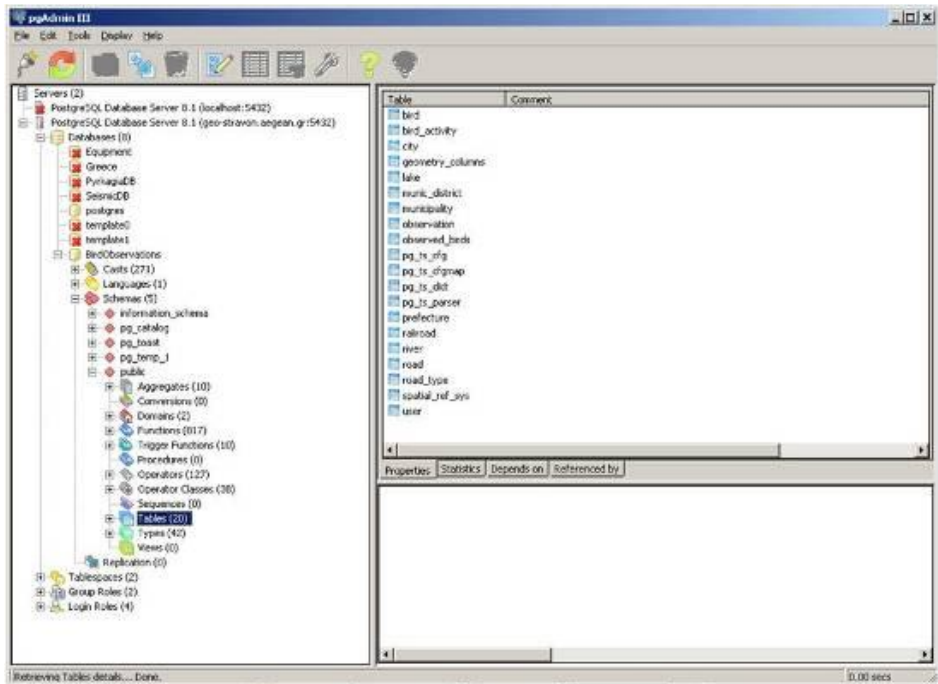 pgAdmin III
File Edit Tools Display Help
Servers (2)
PostgreSQL Database Server 8.1 (localhost:5432)
PostgreSQL Database Server 8.1 (geo-stravon.aegean.gr:5432)
Databases (8)
Equipment
Greece
PyrkagiaDB
SeismicDB
postgres
template0
template1
BirdObservations
Casts (271)
Languages (1)
Schemas (5)
information_schema
pg_catalog
pg_toast
pg_temp_1
public
Aggregates (10)
Conversions (0)
Domains (2)
Functions (817)
Trigger Functions (10)
Procedures (0)
Operators (127)
Operator Classes (38)
Sequences (0)
Tables (20)
Types (42)
Views (0)
Replication (0)
Tablespaces (2)
Group Roles (2)
Login Roles (4)
Table Comment
bird
bird_activity
city
geometry_columns
lake
munic_district
municipality
observation
observed_birds
pg_ts_cfg
pg_ts_cfgmap
pg_ts_dict
pg_ts_parser
prefecture
railroad
river
road
road_type
spatial_ref_sys
user
Properties Statistics Depends on Referenced by
Retrieving Tables details... Done.
0.00 secs